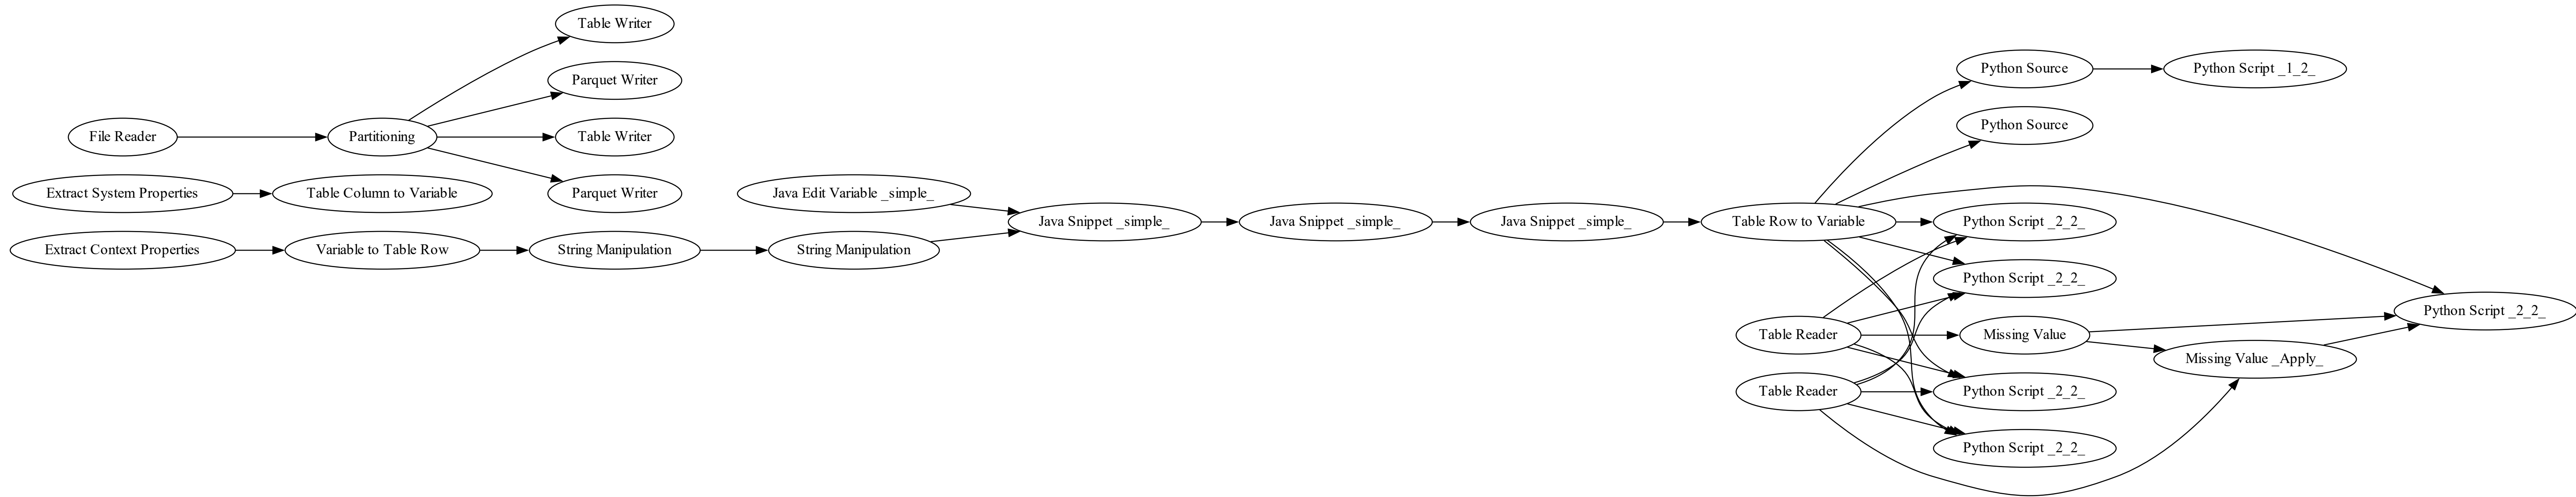 Table Writer
Parquet Writer
File Reader
Partitioning
Table Writer
Extract System Properties
Table Column to Variable
Parquet Writer
Extract Context Properties
Variable to Table Row
String Manipulation
String Manipulation
Java Edit Variable _simple_
Java Snippet _simple_
Java Snippet _simple_
Java Snippet _simple_
Table Row to Variable
Python Source
Python Script _1_2_
Python Source
Python Script _2_2_
Python Script _2_2_
Table Reader
Missing Value
Python Script _2_2_
Missing Value _Apply_
Table Reader
Python Script _2_2_
Python Script _2_2_